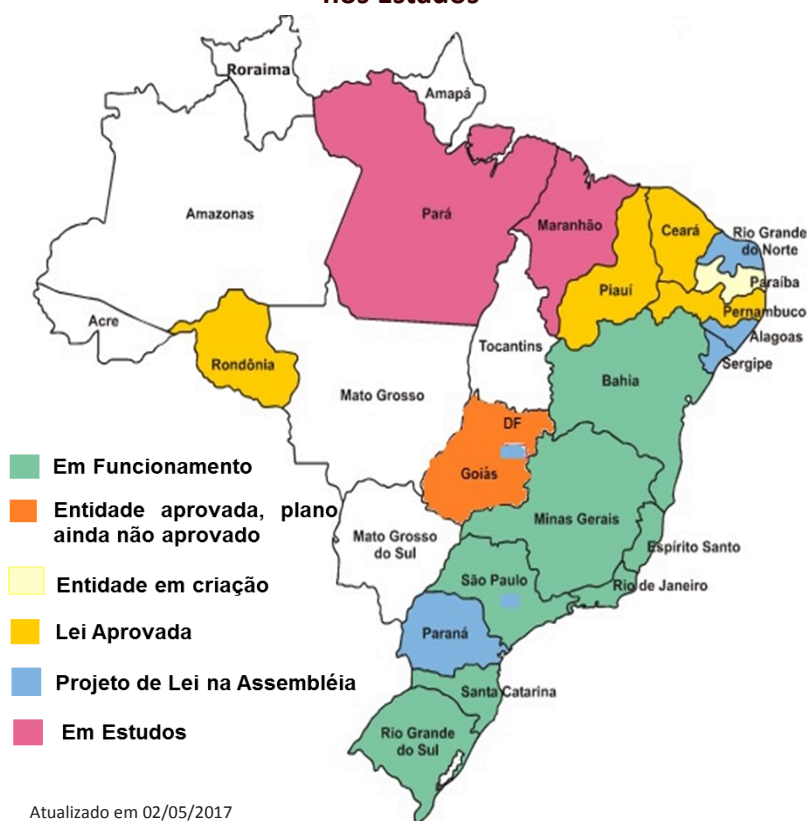 nos Estados
Roraima
Amapá
Amazonas
Pará
Maranhão
Ceará
Rio Grande
do Norte
Paraíba
Piauí
Pernambuco
Acre
Alagoas
Rondônia
Tocantins
Sergipe
Bahia
Mato Grosso
DF
Goiás
Em Funcionamento
Entidade aprovada, plano
ainda não aprovado
Minas Gerais
Mato Grosso
do Sul
Espírito Santo
São Paulo
Rio de Janeiro
Entidade em criação
Lei Aprovada
Paraná
Projeto de Lei na Assembléia
Santa Catarina
Em Estudos
Rio Grande
do Sul
Atualizado em 02/05/2017